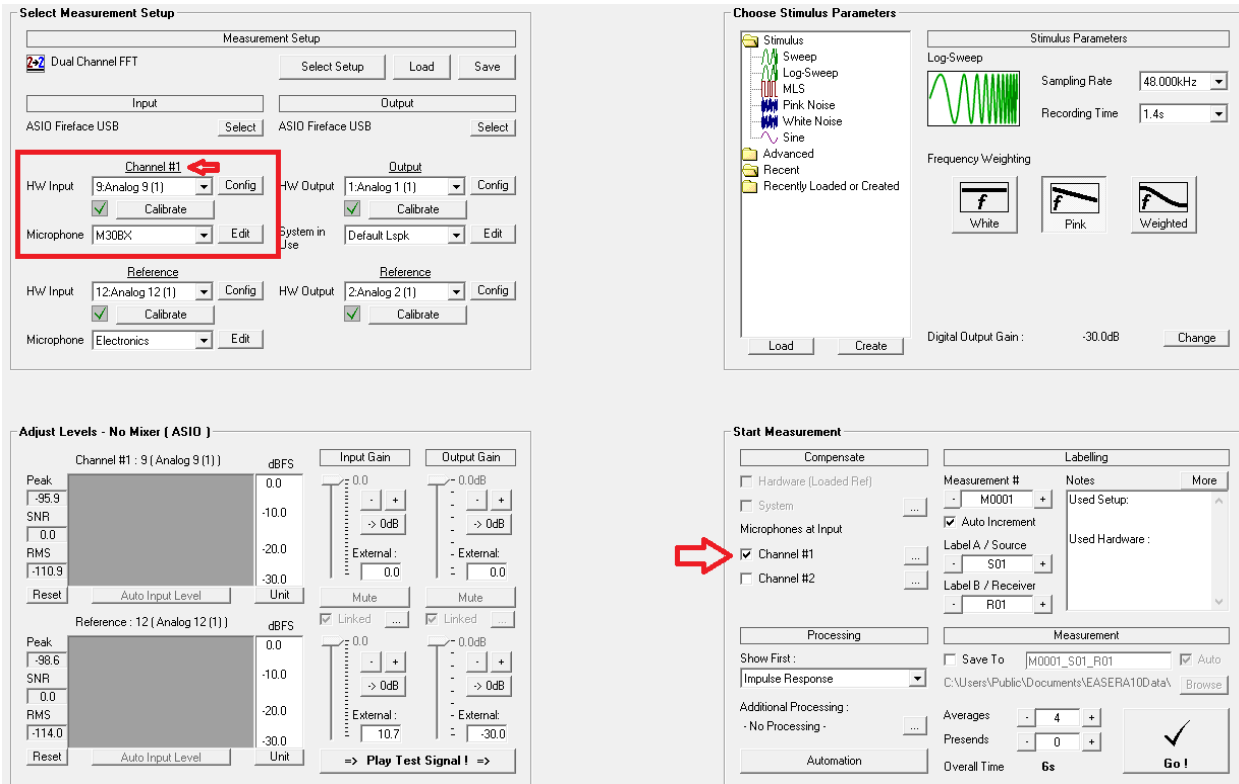 Select Measurement Setup
Measurement Setup
2→2 Dual Channel FFT
Select Setup Load Save
Input Output
ASIO Fireface USB Select ASIO Fireface USB Select
Channel #1 Output
HW Input 9:Analog 9 (1) Config HW Output 1:Analog 1 (1) Config
Calibrate Calibrate
Microphone M30BX Edit System in Use Default Lspk Edit
Reference Reference
HW Input 12:Analog 12 (1) Config HW Output 2:Analog 2 (1) Config
Calibrate Calibrate
Microphone Electronics Edit
Choose Stimulus Parameters
Stimulus
Sweep
Log-Sweep
MLS
Pink Noise
White Noise
Sine
Advanced
Recent
Recently Loaded or Created
Load Create
Stimulus Parameters
Log-Sweep
Sampling Rate 48.000kHz
Recording Time 1.4s
Frequency Weighting
f f f
White Pink Weighted
Digital Output Gain : -30.0dB Change
Adjust Levels - No Mixer ( ASIO )
Channel #1 : 9 ( Analog 9 (1) ) dBFS
Peak
-95.9
SNR
0.0
RMS
-110.9
Reset Auto Input Level Unit
0.0
-10.0
-20.0
-30.0
Reference : 12 ( Analog 12 (1) ) dBFS
Peak
-98.6
SNR
0.0
RMS
-114.0
Reset Auto Input Level Unit
0.0
-10.0
-20.0
-30.0
Input Gain Output Gain
0.0 0.0dB
- + - +
-> 0dB -> 0dB
External : External:
0.0 0.0
Mute Mute
Linked ... Linked ...
0.0 0.0dB
- + - +
-> 0dB -> 0dB
External : External:
10.7 -30.0
=> Play Test Signal ! =>
Start Measurement
Compensate
Hardware (Loaded Ref)
System ...
Microphones at Input
Channel #1 ...
Channel #2 ...
Processing
Show First :
Impulse Response
Additional Processing :
- No Processing - ...
Automation
Labelling
Measurement # Notes More
- M0001 + Used Setup:
Auto Increment
Used Hardware :
Label A / Source
- S01 +
Label B / Receiver
- R01 +
Measurement
Save To M0001_S01_R01 Auto
C:\Users\Public\Documents\EASERA10Data\ Browse
Averages - 4 +
Presends - 0 +
Overall Time 6s
Go !